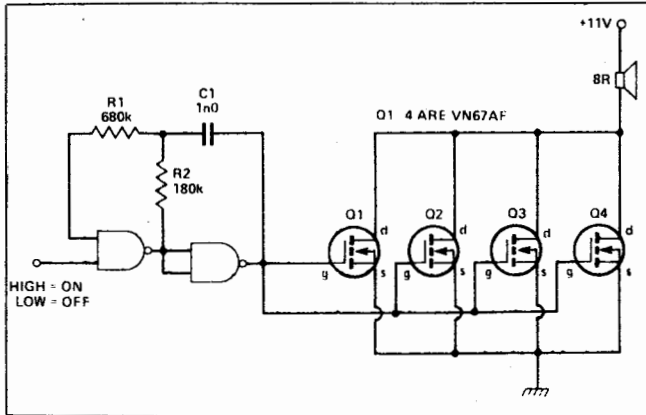 +11V
8R
R1
680k
C1
1n0
Q1 4 ARE VN67AF
R2
180k
Q1
Q2
Q3
Q4
d
d
d
d
g
s
g
s
g
s
g
s
HIGH = ON
LOW = OFF